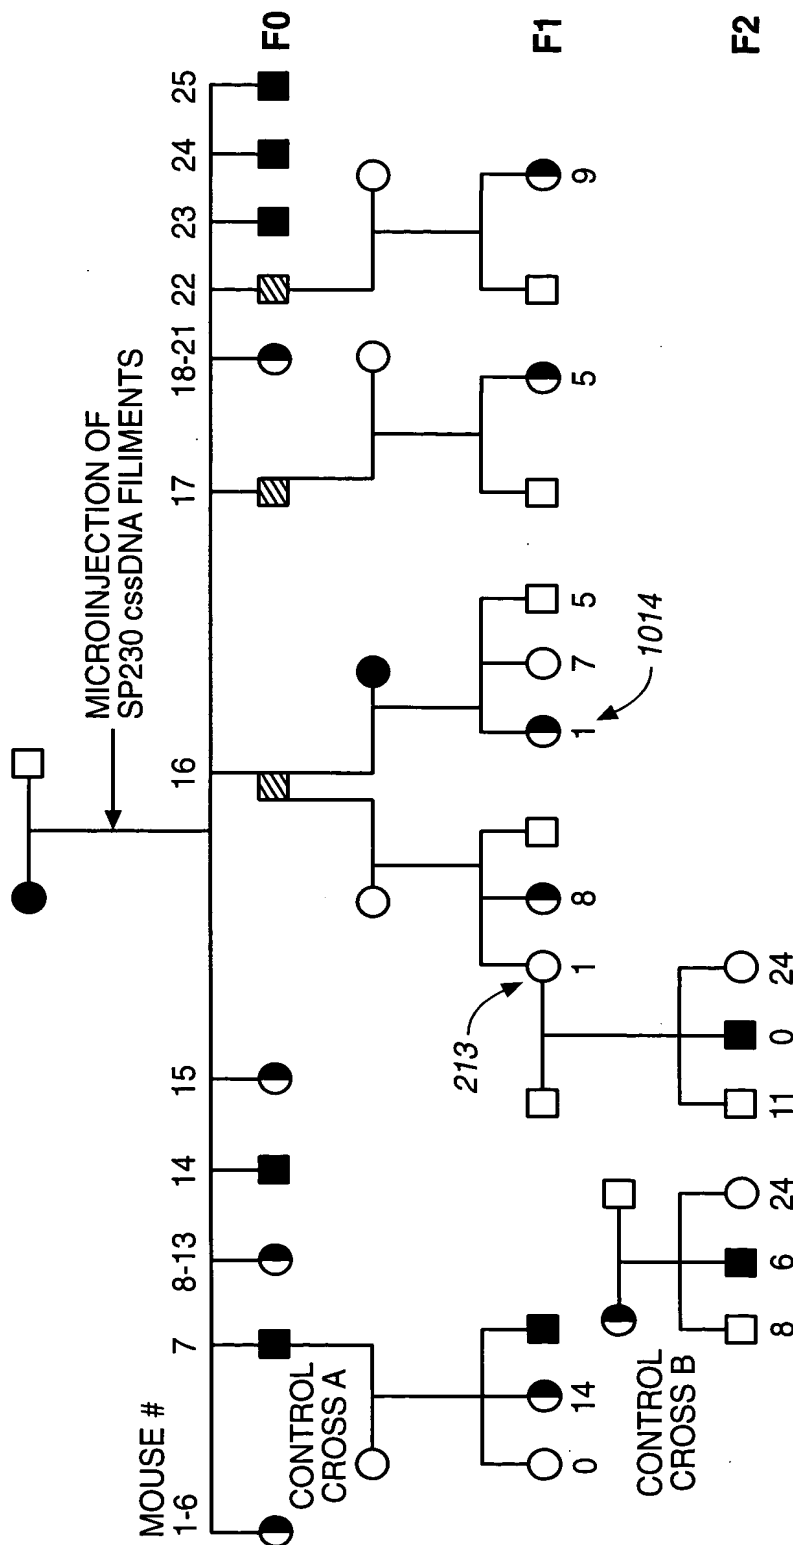 MICROINJECTION OF
SP230 cssDNA FILIMENTS
MOUSE #
1-6 7 8-13 14 15 16 17 18-21 22 23 24 25
F0
CONTROL
CROSS A
0 14 1 8 1 7 5 5 9
F1
213
1014
CONTROL
CROSS B
8 6 24 11 0 24
F2